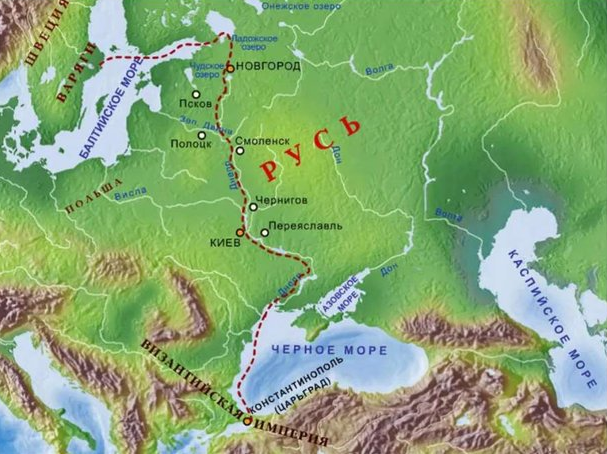 Онежское озеро
ШВЕЦИЯ
ВАРЯГИ
Ладожское
озеро
Чудское
озеро
НОВГОРОД
Волга
БАЛТИЙСКОЕ МОРЕ
Псков
Зап. Двина
Полоцк
Смоленск
РУСЬ
Дон
Днепр
ПОЛЬША
Висла
Чернигов
Переяславль
КИЕВ
Волга
Дон
Днепр
АЗОВСКОЕ
МОРЕ
КАСПИЙСКОЕ МОРЕ
ЧЕРНОЕ МОРЕ
ВИЗАНТИЙСКАЯ ИМПЕРИЯ
КОНСТАНТИНОПОЛЬ
(ЦАРЬГРАД)